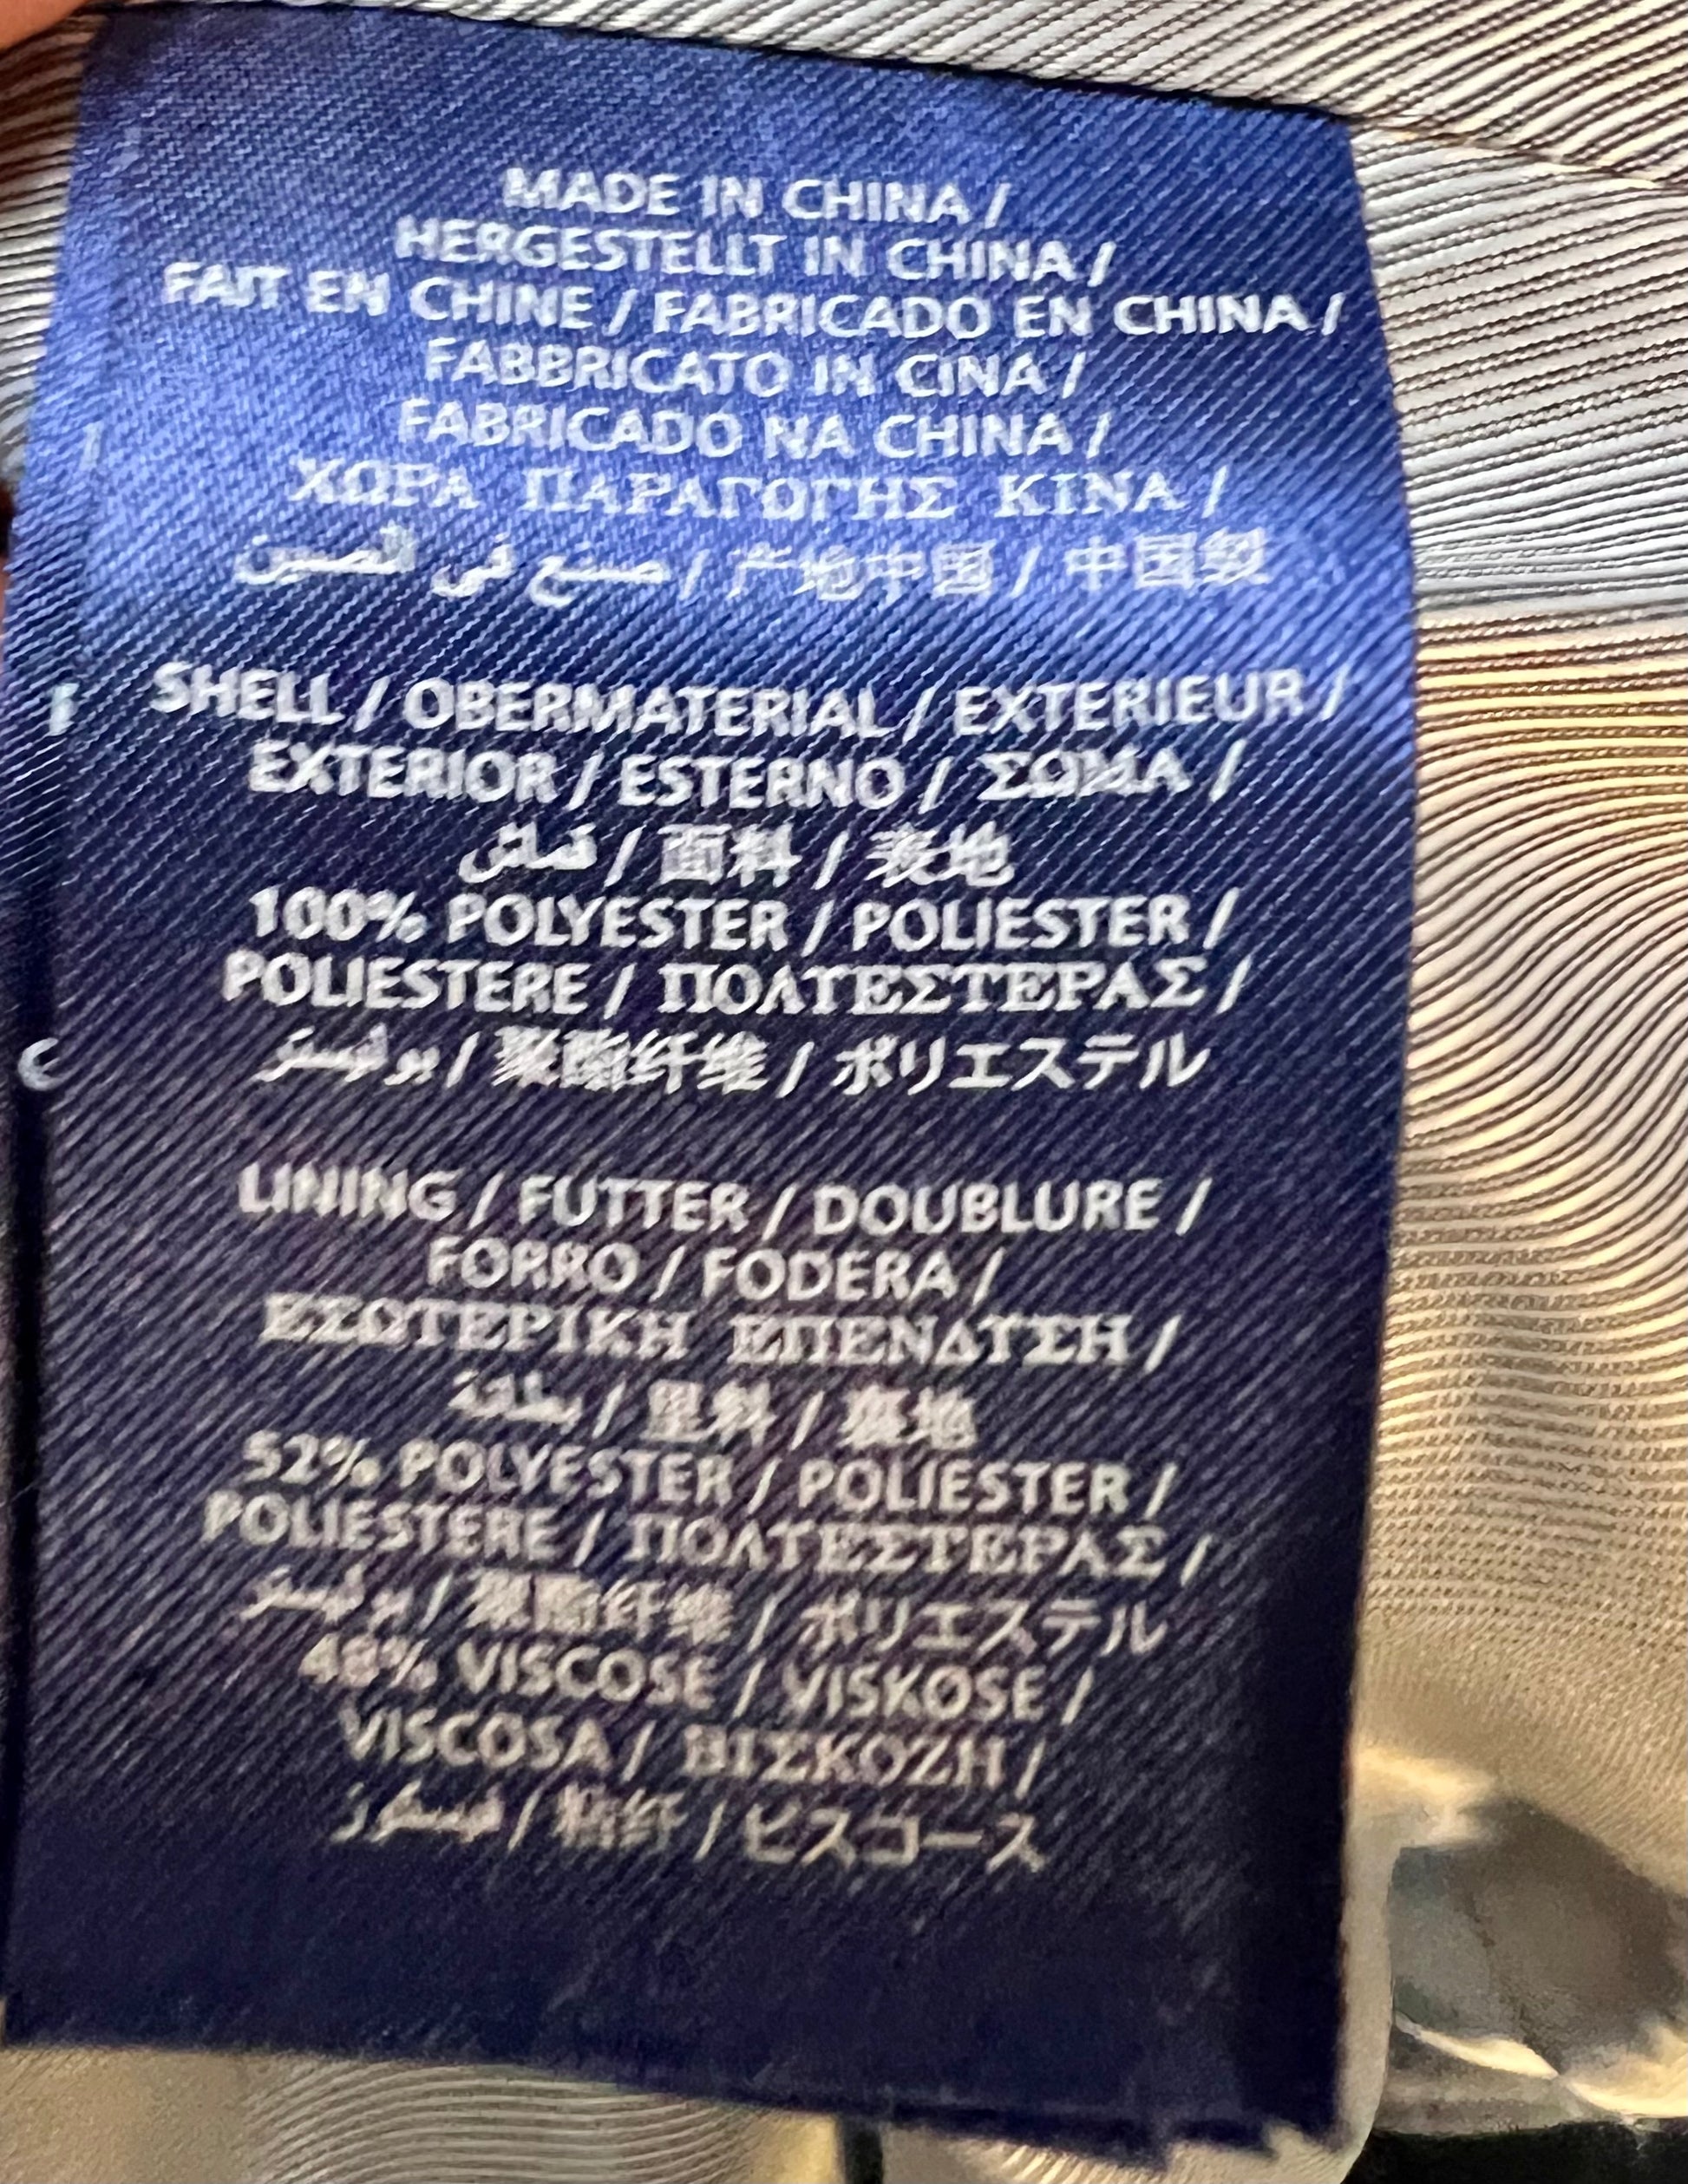 MADE IN CHINA /
HERGESTELLT IN CHINA /
FAIT EN CHINE / FABRICADO EN CHINA /
FABBRICATO IN CINA /
FABRICADO NA CHINA /
ΧΩΡΑ ΠΑΡΑΓΟΓΗΣ ΚΙΝΑ /
صنع في الصين / 产地中国 / 中国製
SHELL / OBERMATERIAL / EXTERIEUR /
EXTERIOR / ESTERNO / ΣΩΜΑ /
قماش / 面料 / 表地
100% POLYESTER / POLIESTER /
POLIESTERE / ΠΟΛΥΕΣΤΕΡΑΣ /
بوليستر / 聚酯纤维 / ポリエステル
LINING / FUTTER / DOUBLURE /
FORRO / FODERA /
ΕΣΩΤΕΡΙΚΗ ΕΠΕΝΔΥΣΗ /
بطانة / 里料 / 裏地
52% POLYESTER / POLIESTER /
POLIESTERE / ΠΟΛΥΕΣΤΕΡΑΣ /
بوليستر / 聚酯纤维 / ポリエステル
48% VISCOSE / VISKOSE /
VISCOSA / ΒΙΣΚΟΖΗ /
فيسكوز / 粘纤 / ビスコース